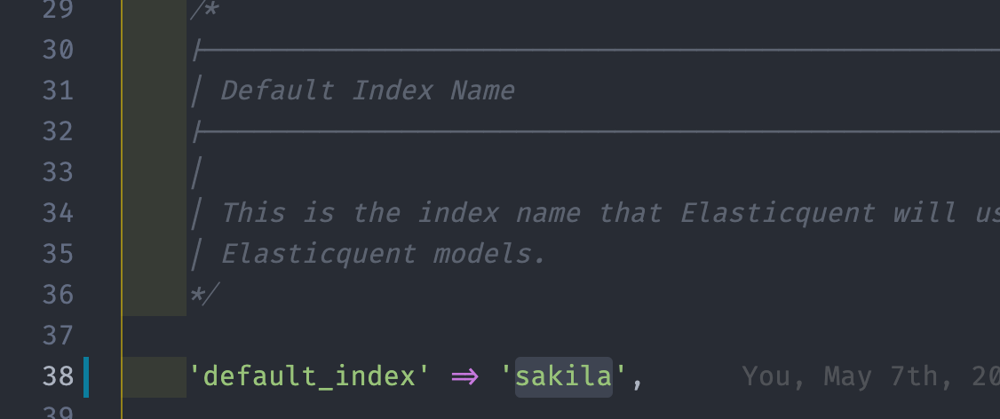 29 /*
30 |--------------------------------------------------------------------------
31 | Default Index Name
32 |--------------------------------------------------------------------------
33 |
34 | This is the index name that Elasticquent will us
35 | Elasticquent models.
36 */
37
38 'default_index' => 'sakila', You, May 7th, 20
39